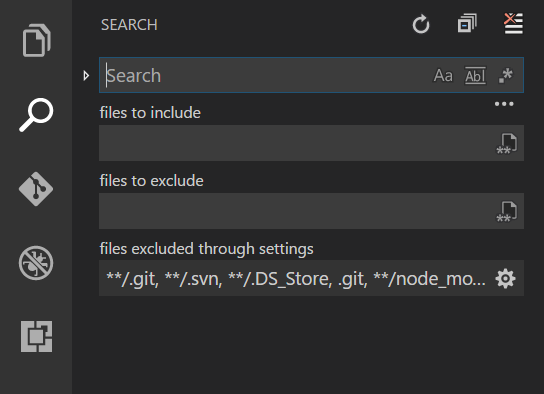 SEARCH
Search Aa Abl .*
...
files to include
**
files to exclude
**
files excluded through settings
**/.git, **/.svn, **/.DS_Store, .git, **/node_mo...